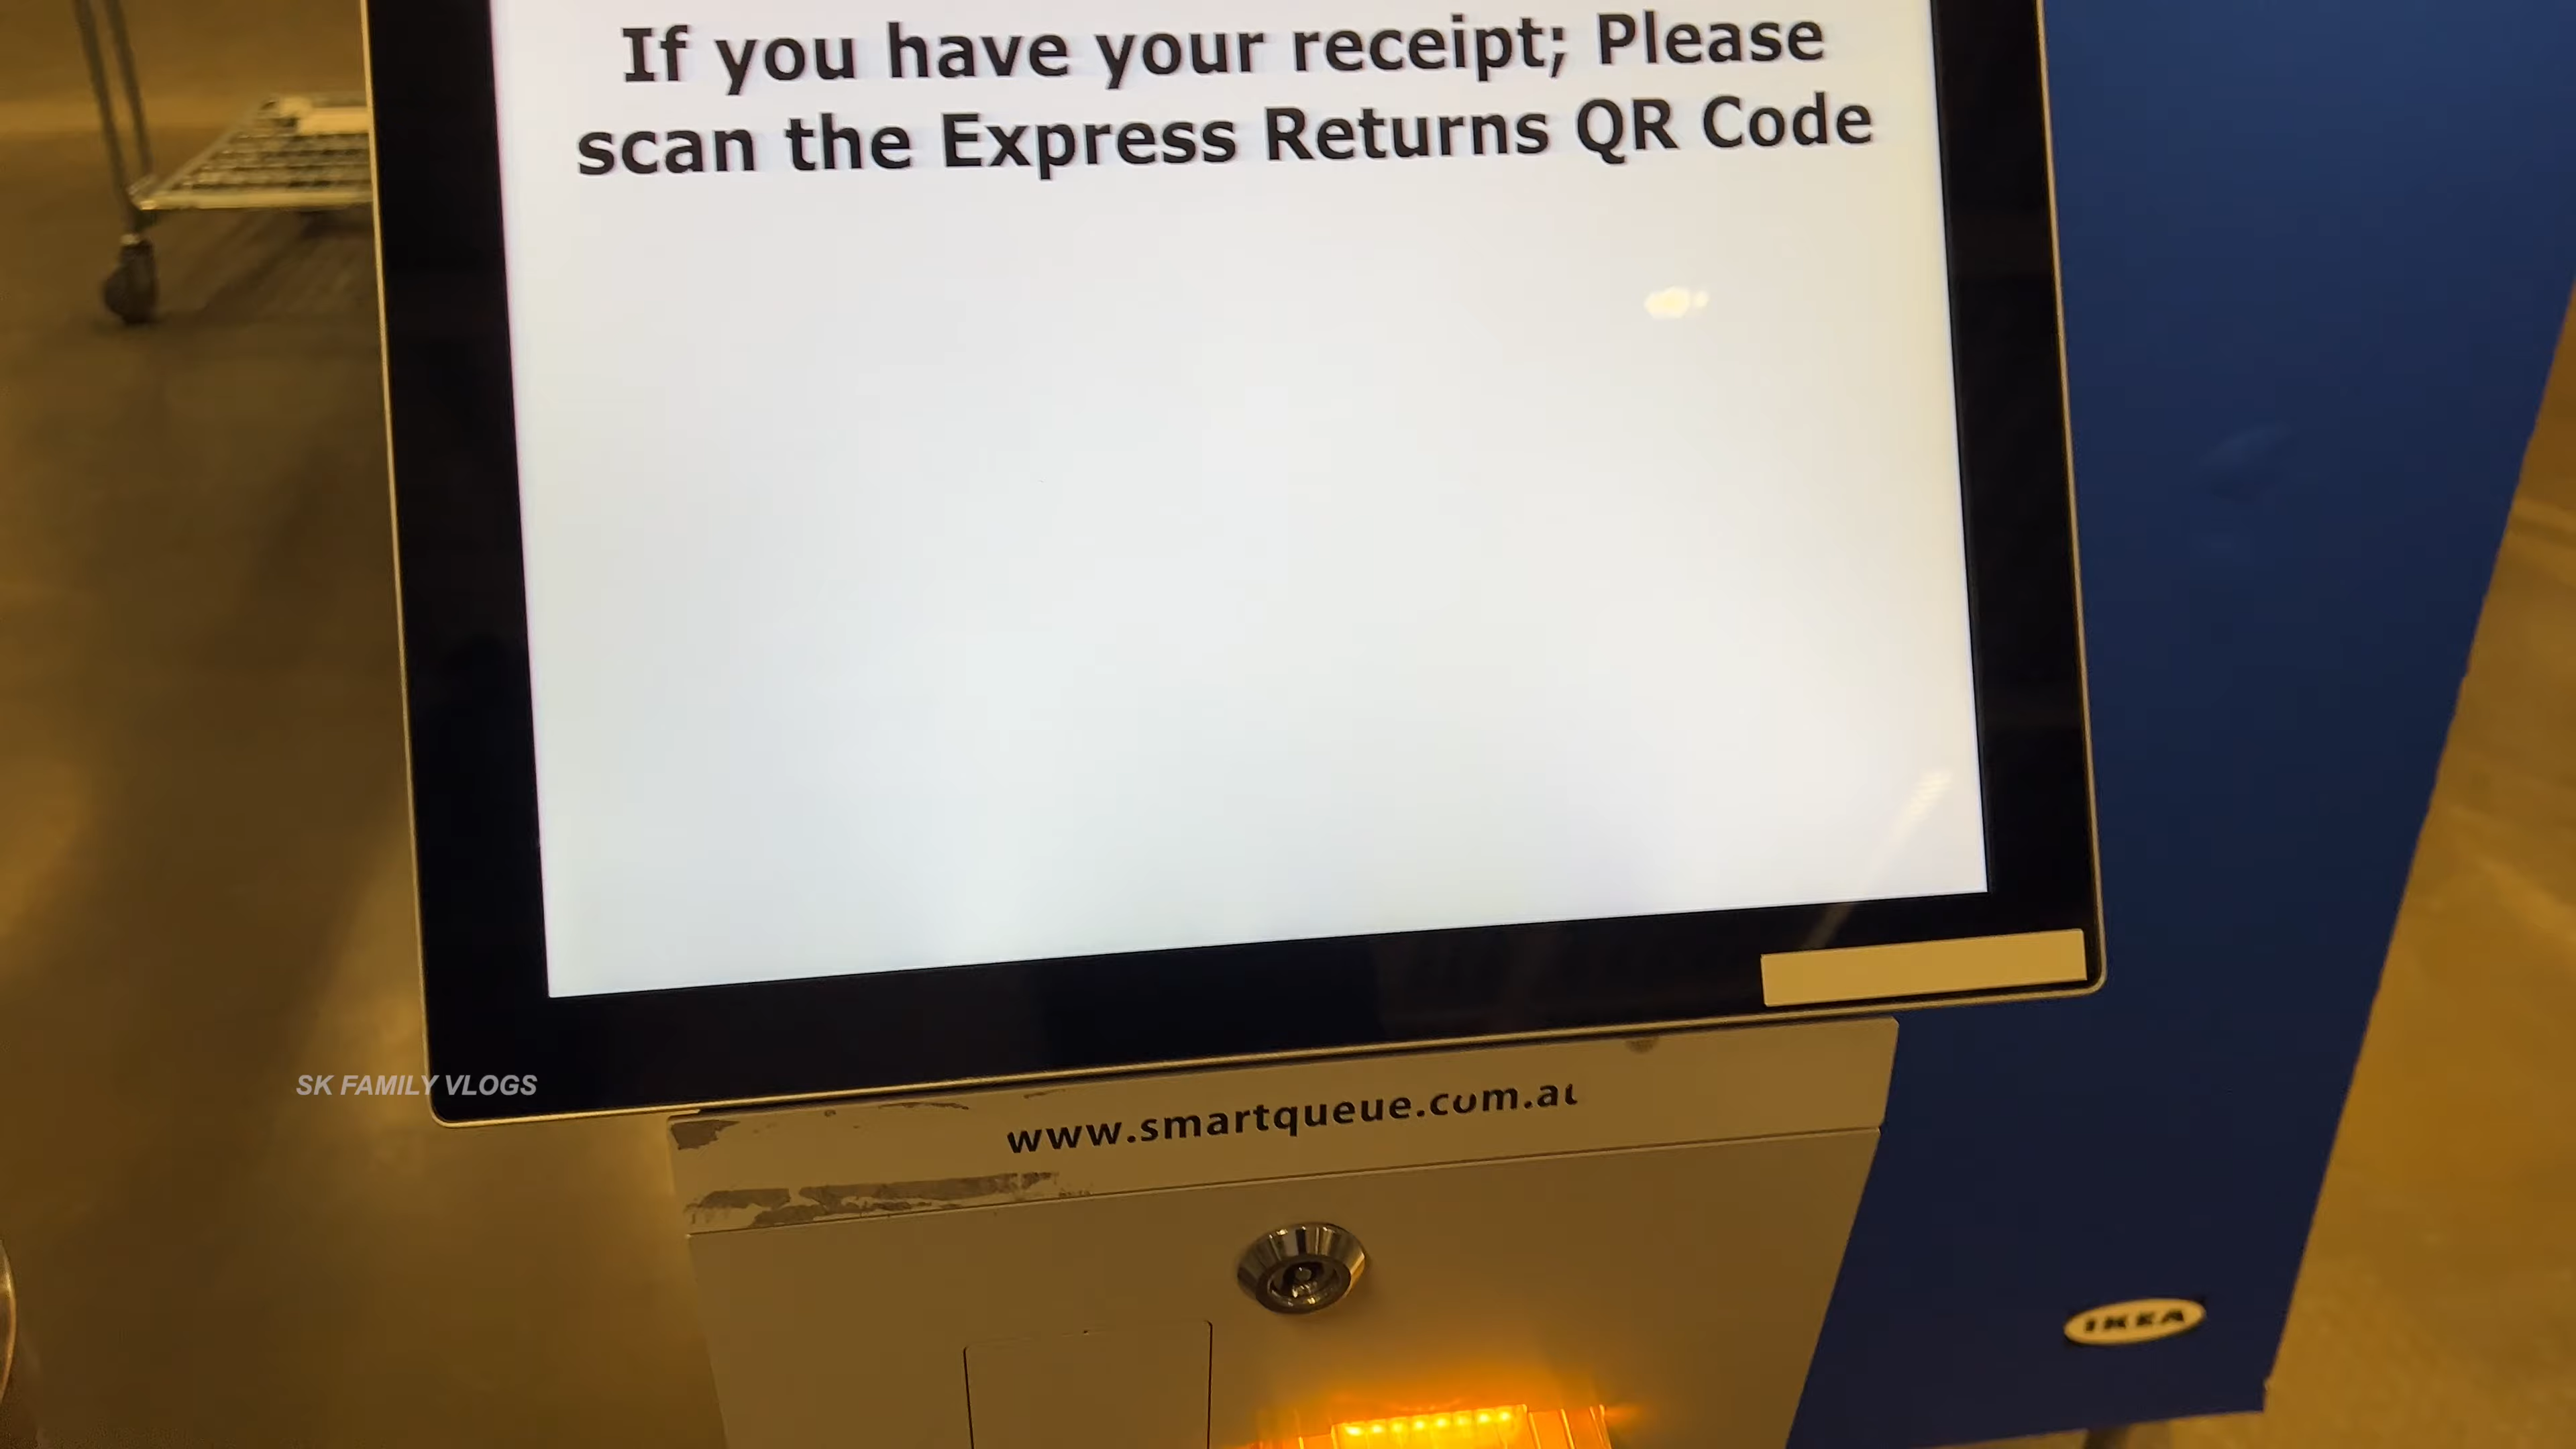 If you have your receipt; Please
scan the Express Returns QR Code
SK FAMILY VLOGS
www.smartqueue.com.au
IKEA